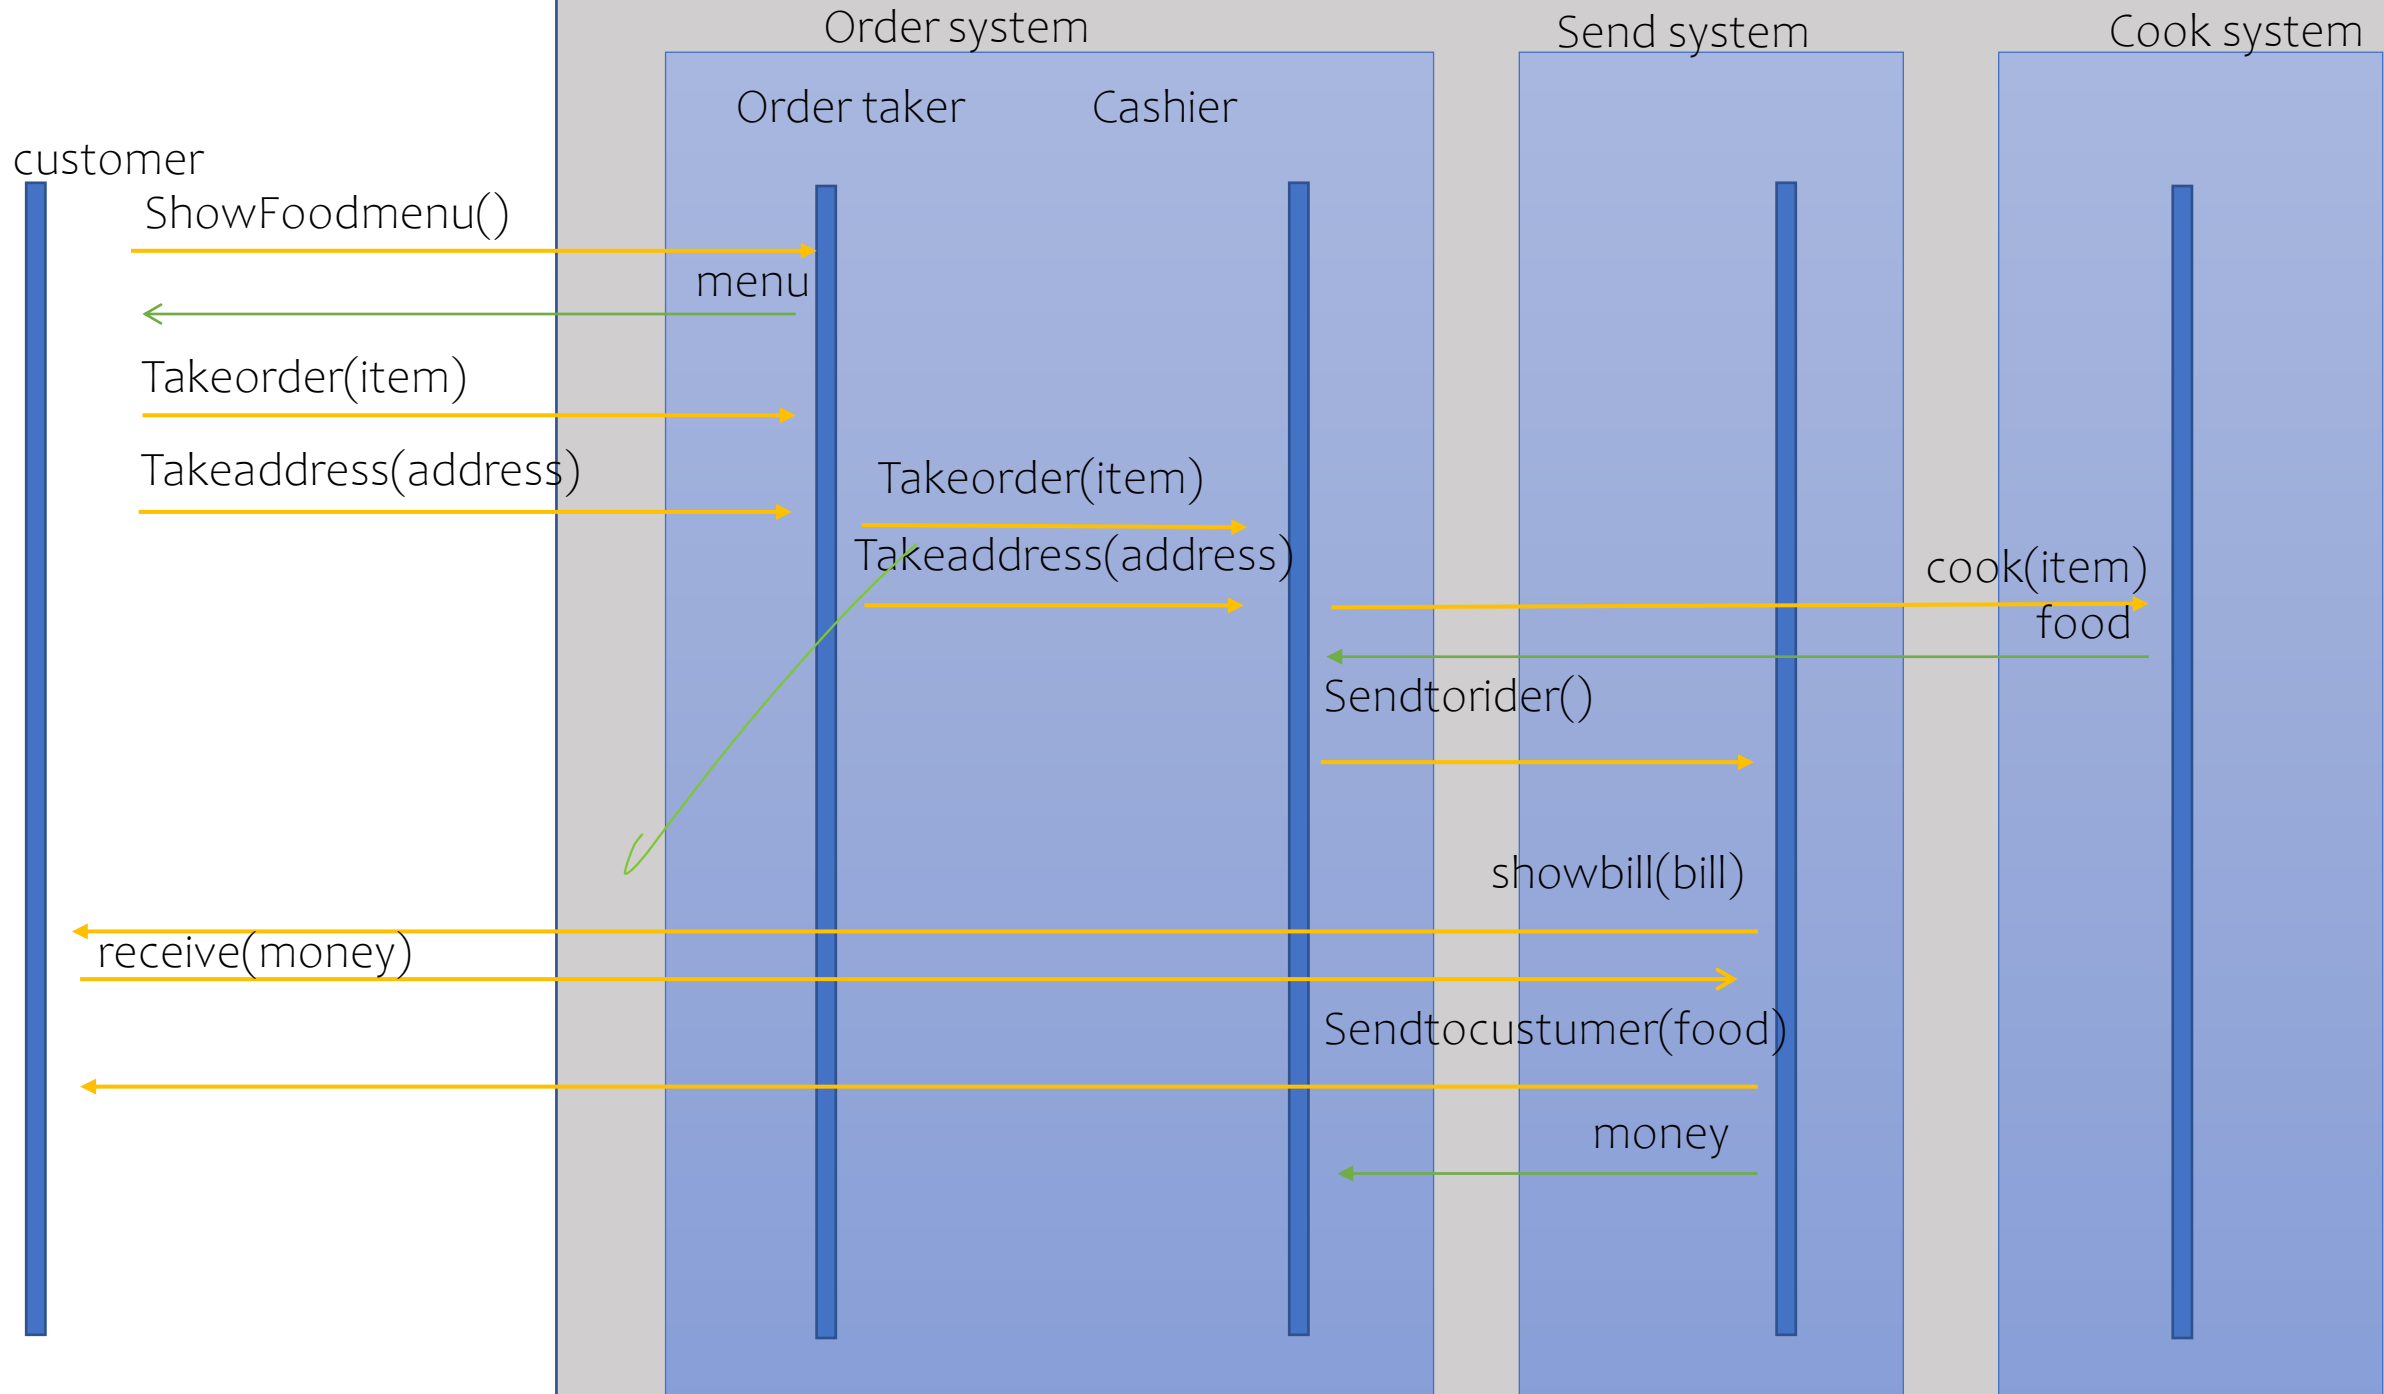 Order system
Send system
Cook system
Order taker
Cashier
customer
ShowFoodmenu()
menu
Takeorder(item)
Takeaddress(address)
Takeorder(item)
Takeaddress(address)
cook(item)
food
Sendtorider()
showbill(bill)
receive(money)
Sendtocustumer(food)
money